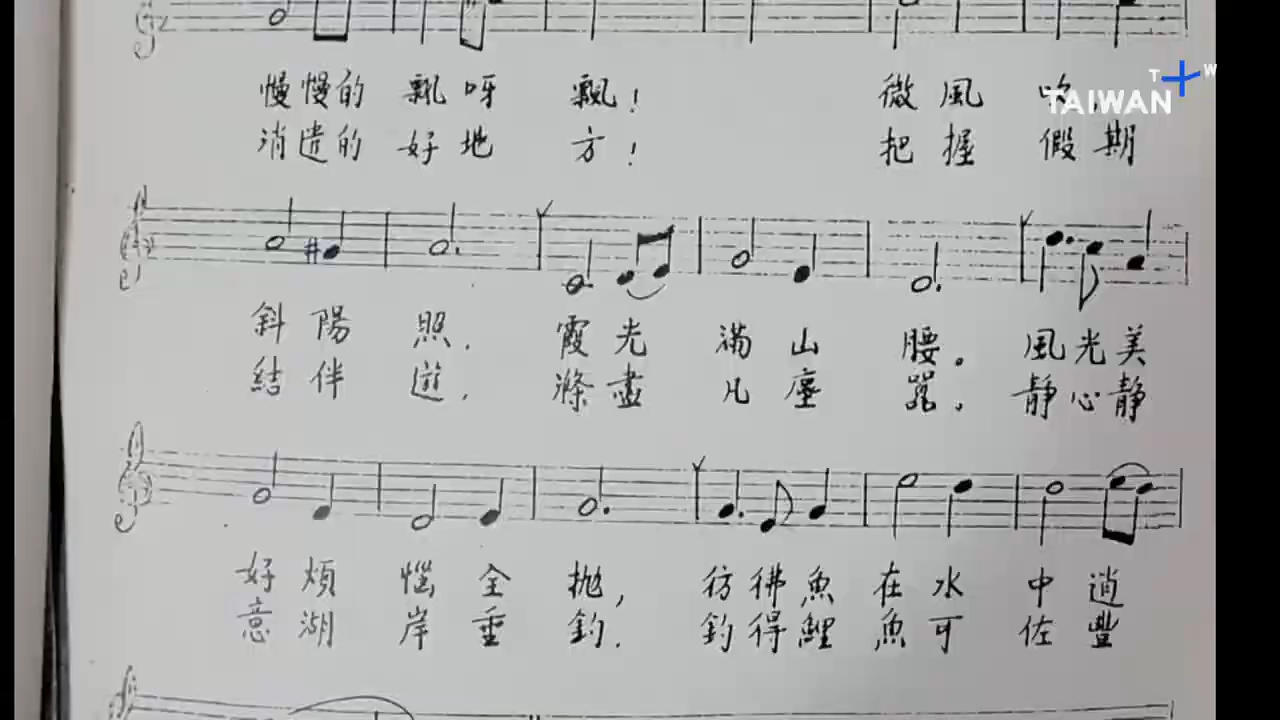 慢慢的飄呀飄！ 微風吹,
TAIWAN
消遣的好地方！ 把握假期
斜陽照, 霞光滿山腰。風光美
結伴遊, 滌盡凡塵囂, 靜心靜
好煩惱全拋, 彷彿魚在水中逍
意湖岸垂釣. 釣得鯉魚可佐豐